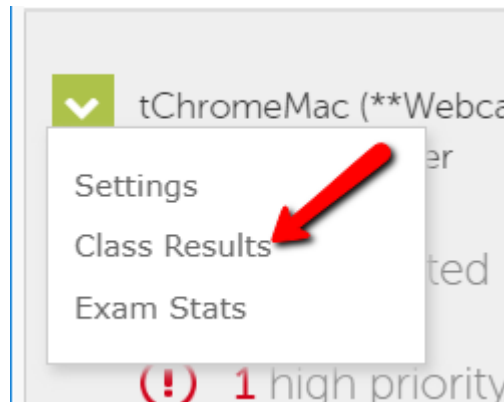 tChromeMac (**Webca
er
Settings
Class Results
ted
Exam Stats
1 high priority